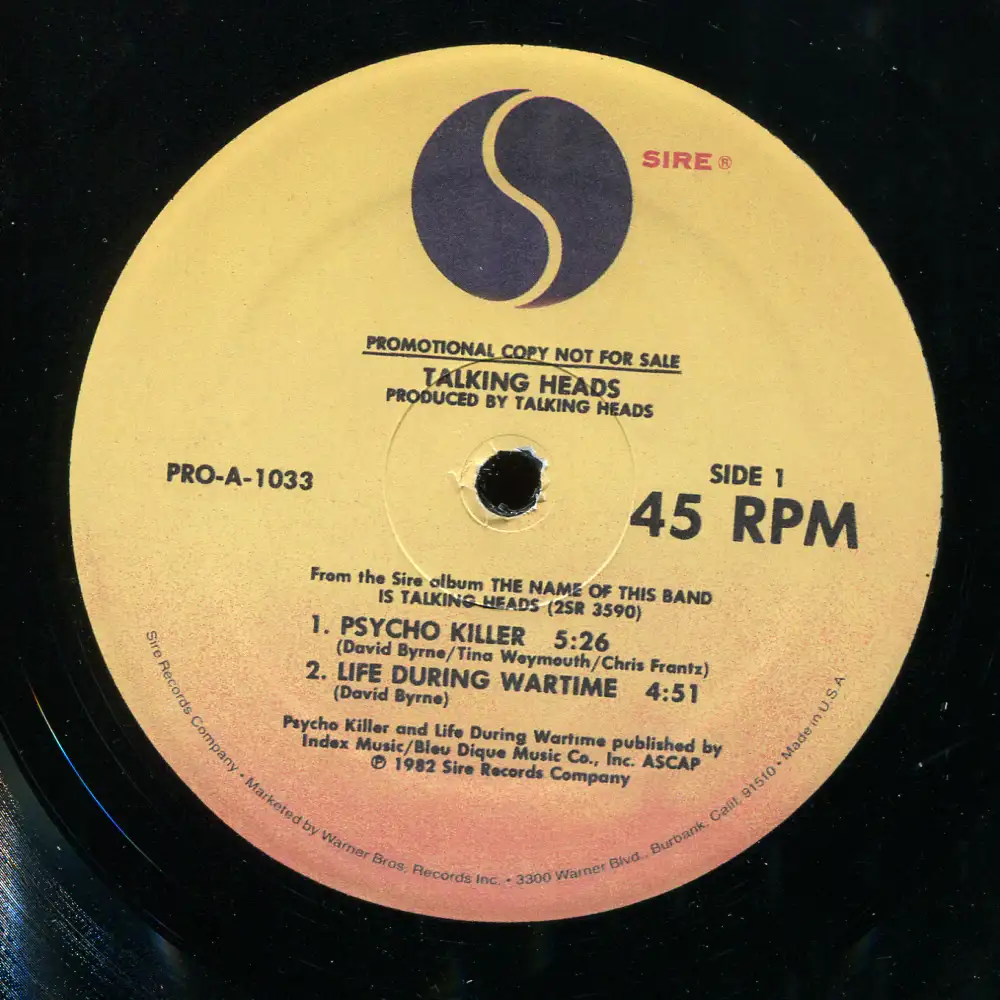 SIRE®
PROMOTIONAL COPY NOT FOR SALE
TALKING HEADS
PRODUCED BY TALKING HEADS
PRO-A-1033
SIDE 1
45 RPM
From the Sire album THE NAME OF THIS BAND
IS TALKING HEADS (2SR 3590)
1. PSYCHO KILLER 5:26
(David Byrne/Tina Weymouth/Chris Frantz)
2. LIFE DURING WARTIME 4:51
(David Byrne)
Psycho Killer and Life During Wartime published by
Index Music/Bleu Dique Music Co., Inc. ASCAP
℗ 1982 Sire Records Company
Sire Records Company • Marketed by Warner Bros. Records Inc. • 3300 Warner Blvd., Burbank, Calif. 91510 • Made in U.S.A.